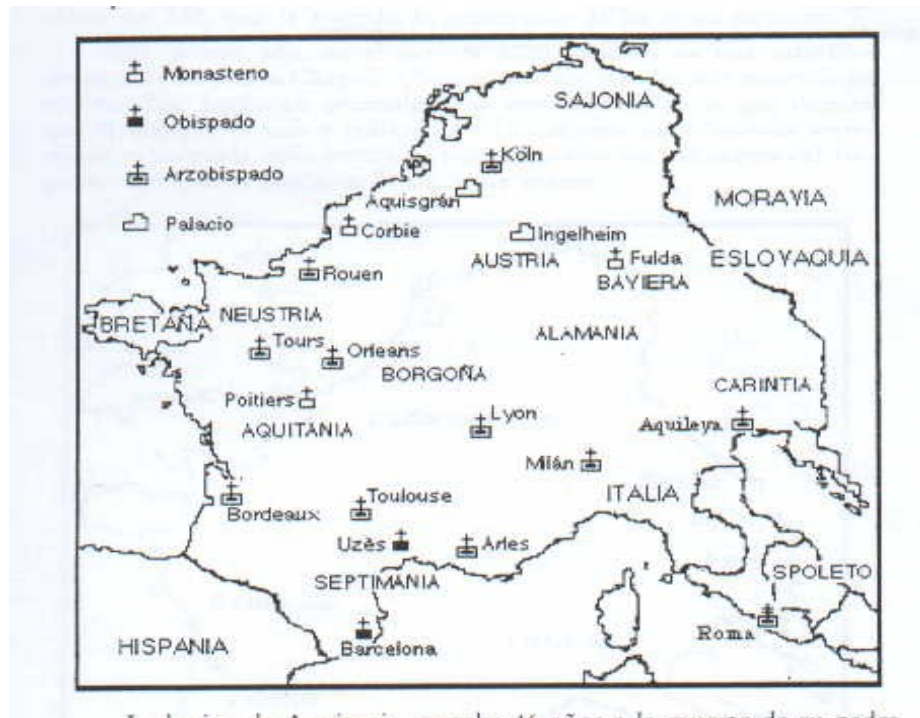 Monasteno
Obispado
Arzobispado
Palacio
SAJONIA
Köln
Aquisgrán
MORAVIA
Corbie
Ingelheim
AUSTRIA
Fulda
ESLOVAQUIA
Rouen
BAVIERA
BRETAÑA
NEUSTRIA
ALAMANIA
Tours
Orleans
BORGOÑA
CARINTIA
Poitiers
Lyon
Aquileya
AQUITANIA
Milán
ITALIA
Toulouse
Bordeaux
Uzès
Arles
SEPTIMANIA
SPOLETO
Roma
HISPANIA
Barcelona